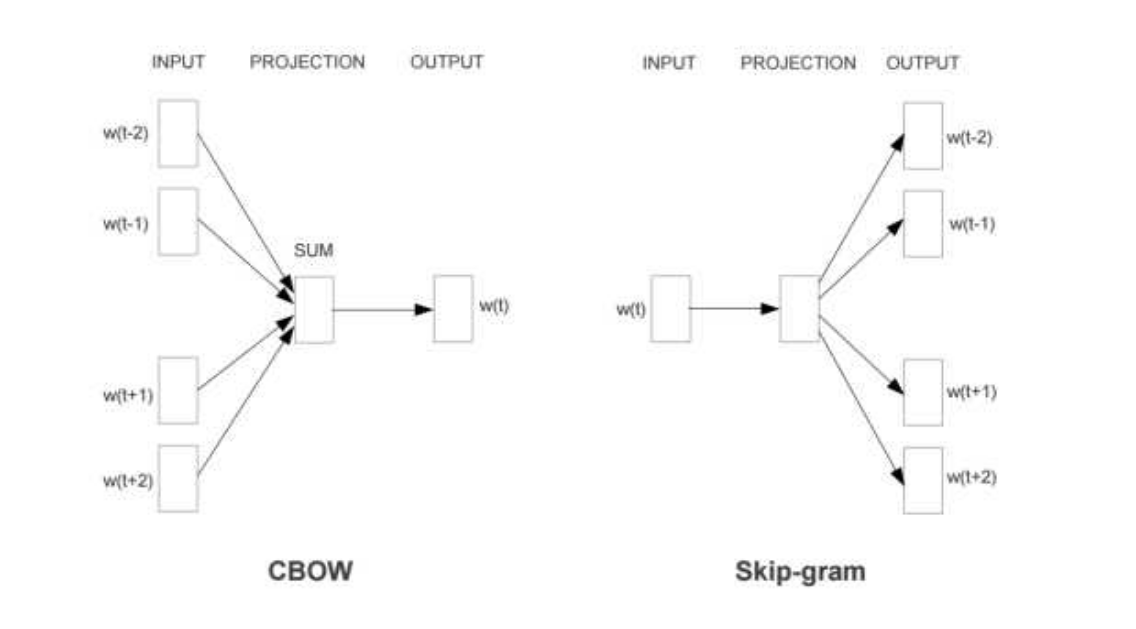 INPUT PROJECTION OUTPUT
w(t-2)
w(t-1)
SUM
w(t)
w(t+1)
w(t+2)
CBOW
INPUT PROJECTION OUTPUT
w(t-2)
w(t-1)
w(t)
w(t+1)
w(t+2)
Skip-gram